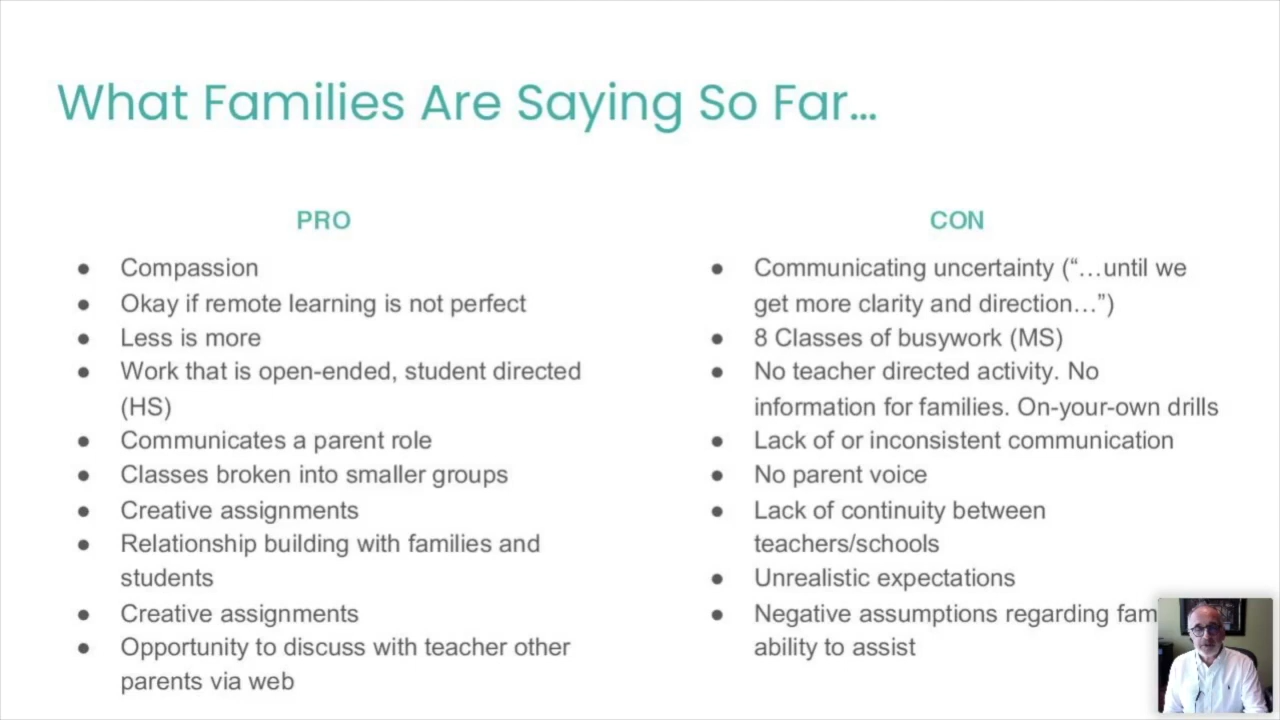 What Families Are Saying So Far...
PRO
● Compassion
● Okay if remote learning is not perfect
● Less is more
● Work that is open-ended, student directed
(HS)
● Communicates a parent role
● Classes broken into smaller groups
● Creative assignments
● Relationship building with families and
students
● Creative assignments
● Opportunity to discuss with teacher other
parents via web
CON
● Communicating uncertainty (“…until we
get more clarity and direction…”)
● 8 Classes of busywork (MS)
● No teacher directed activity. No
information for families. On-your-own drills
● Lack of or inconsistent communication
● No parent voice
● Lack of continuity between
teachers/schools
● Unrealistic expectations
● Negative assumptions regarding fam
ability to assist